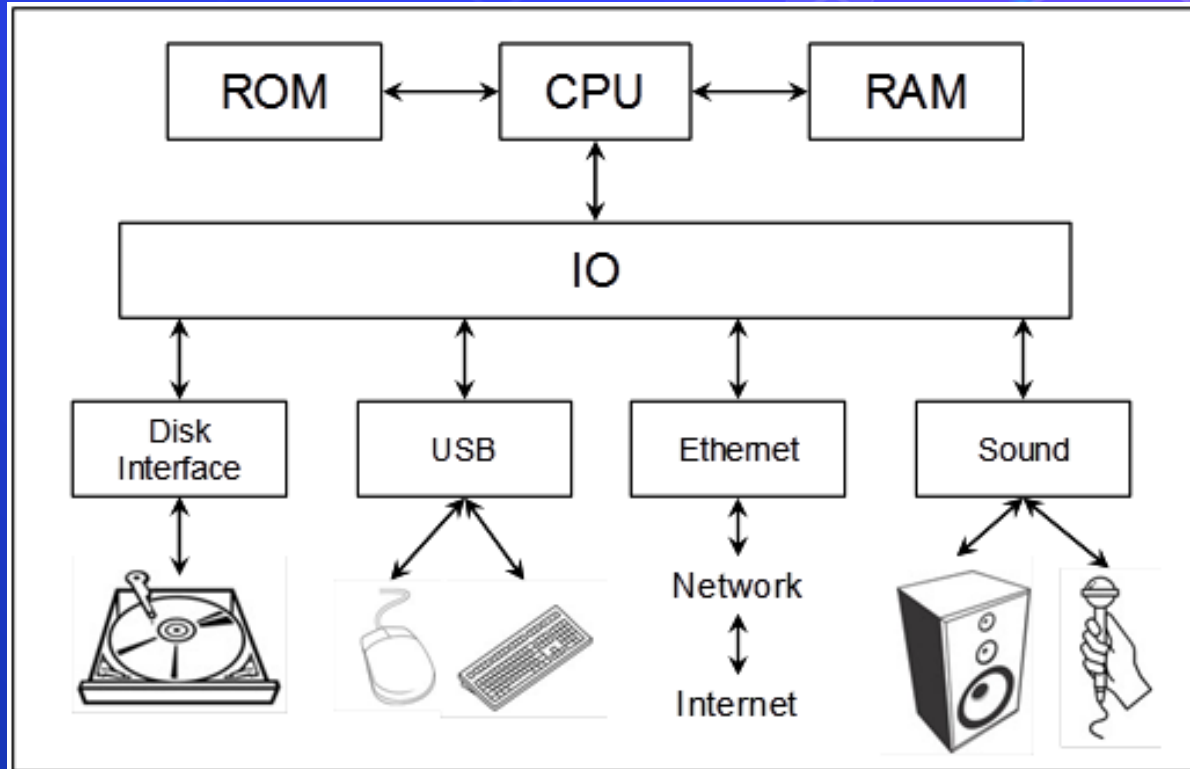 ROM
CPU
RAM
IO
Disk
Interface
USB
Ethernet
Sound
Network
Internet